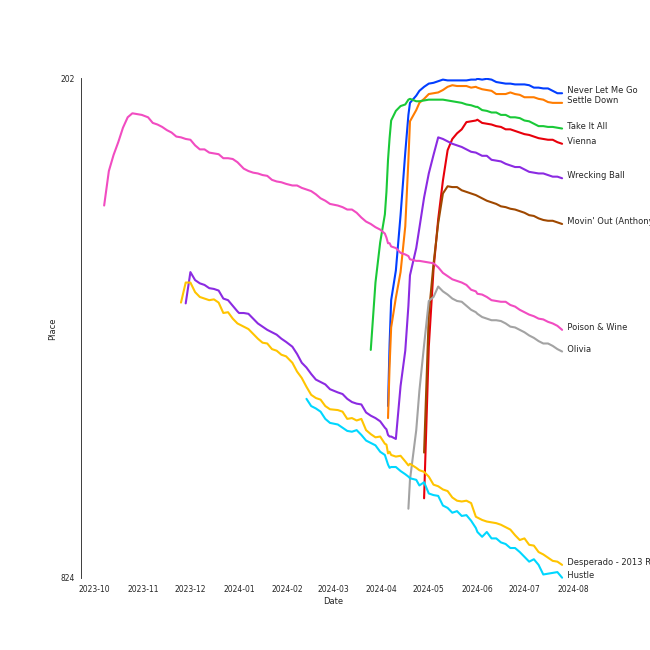 202
Never Let Me Go
Settle Down
Take It All
Vienna
Wrecking Ball
Movin' Out (Anthony
Poison & Wine
Olivia
Desperado - 2013 R
Hustle
824
Place
2023-10 2023-11 2023-12 2024-01 2024-02 2024-03 2024-04 2024-05 2024-06 2024-07 2024-08
Date